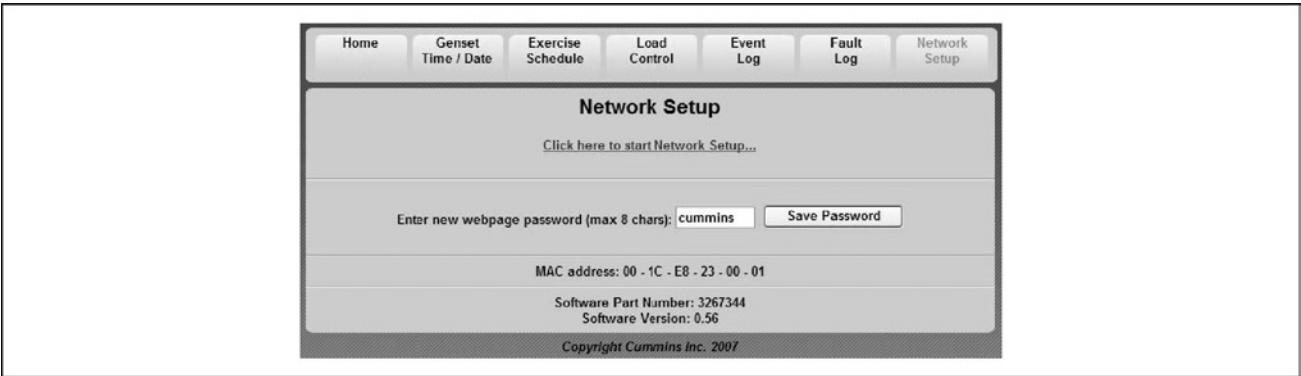 Home
Genset
Time / Date
Exercise
Schedule
Load
Control
Event
Log
Fault
Log
Network
Setup
Network Setup
Click here to start Network Setup...
Enter new webpage password (max 8 chars): cummins Save Password
MAC address: 00 - 1C - E8 - 23 - 00 - 01
Software Part Number: 3267344
Software Version: 0.56
Copyright Cummins Inc. 2007